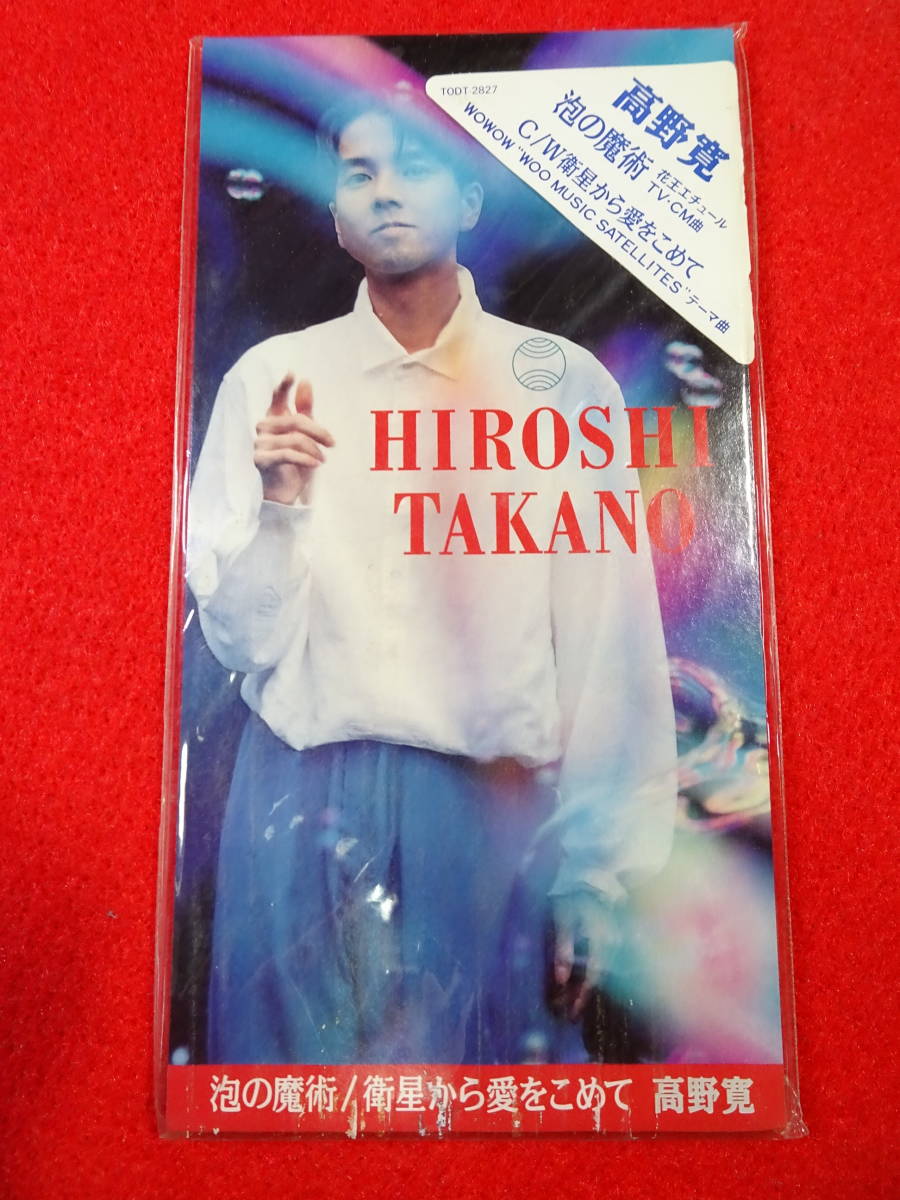 TODT-2827
高野寛
泡の魔術 花王エチュール
TV・CM曲
C/W衛星から愛をこめて
WOWOW "WOO MUSIC SATELLITES" テーマ曲
HIROSHI
TAKANO
泡の魔術/衛星から愛をこめて 高野寛